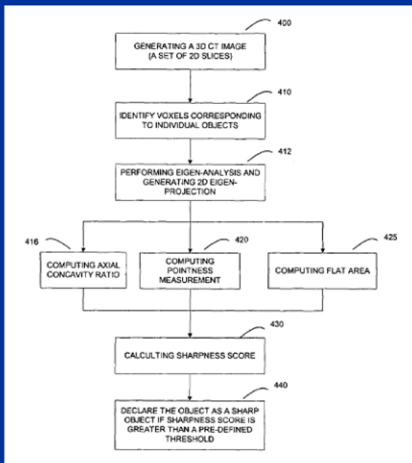 400
GENERATING A 3D CT IMAGE
(A SET OF 2D SLICES)
410
IDENTIFY VOXELS CORRESPONDING
TO INDIVIDUAL OBJECTS
412
PERFORMING EIGEN-ANALYSIS AND
GENERATING 2D EIGEN-
PROJECTION
416
COMPUTING AXIAL
CONCAVITY RATIO
420
COMPUTING
POINTNESS
MEASUREMENT
425
COMPUTING FLAT AREA
430
CALCULTING SHARPNESS SCORE
440
DECLARE THE OBJECT AS A SHARP
OBJECT IF SHARPNESS SCORE IS
GREATER THAN A PRE-DEFINED
THRESHOLD